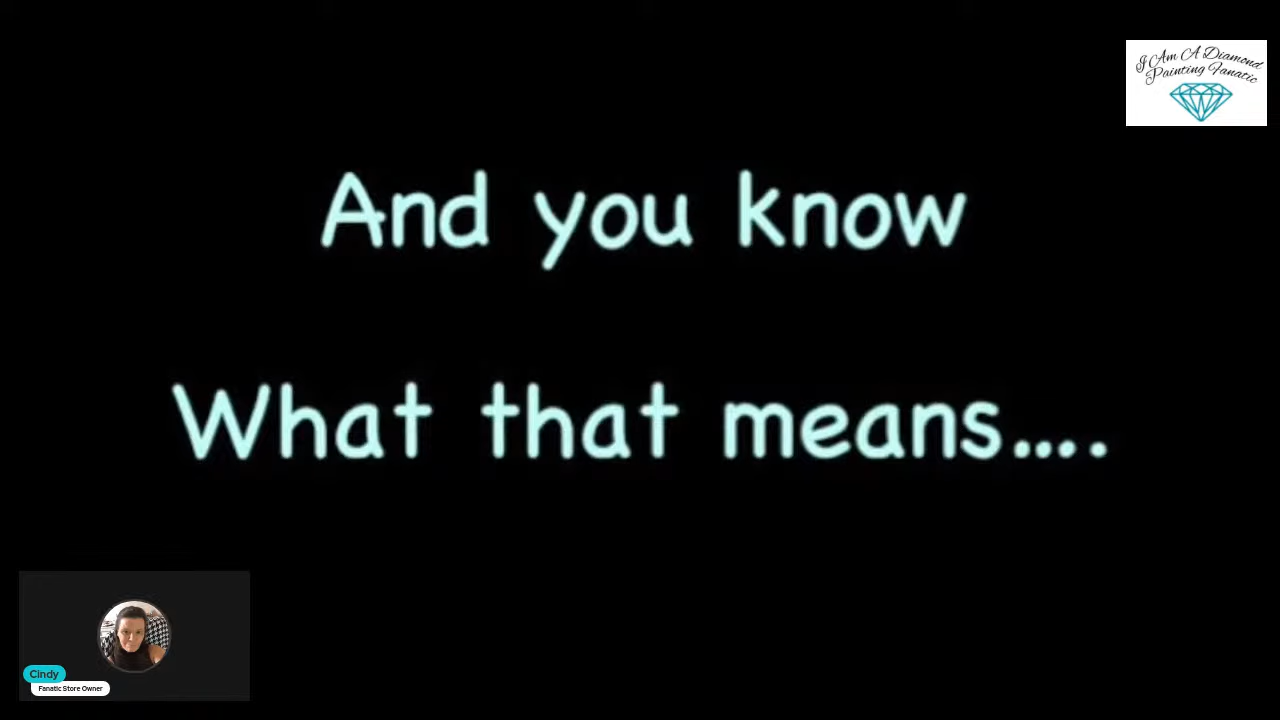 I Am A Diamond
Painting Fanatic
And you know
What that means....
Cindy
Fanatic Store Owner